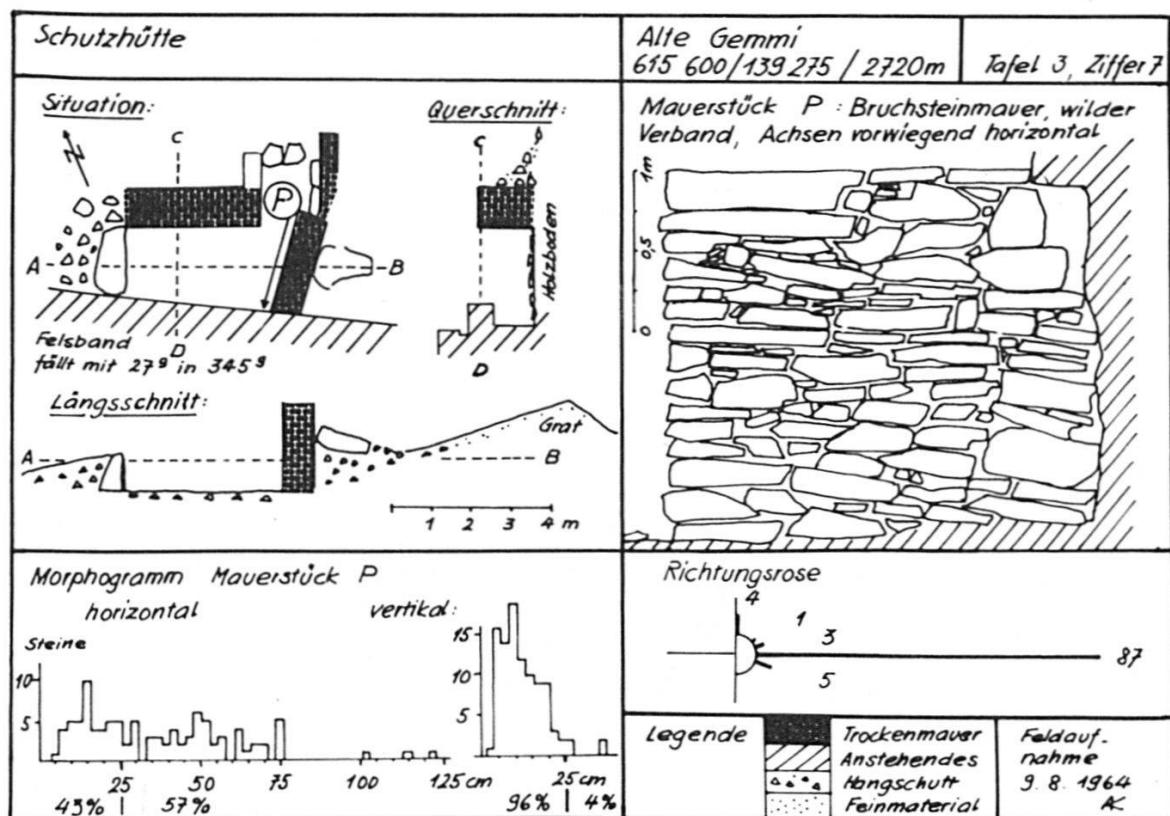 Schutzhütte
Alte Gemmi
615 600/139 275 / 2720m
Tafel 3, Ziffer 7
Situation:
C
N
P
A
B
Felsband
D
fällt mit 27g in 345g
Querschnitt:
C
Holzboden
D
Längsschnitt:
A
Grat
B
1 2 3 4 m
Mauerstück P : Bruchsteinmauer, wilder
Verband, Achsen vorwiegend horizontal
1m
0,5
0
Morphogramm Mauerstück P
horizontal
vertikal:
Steine
10
5
25 50 75 100 125 cm
43% | 57%
15
10
5
25 cm
96% | 4%
Richtungsrose
4
1
3
87
5
Legende
Trockenmauer
Anstehendes
Hangschutt
Feinmaterial
Feldauf-
nahme
9. 8. 1964